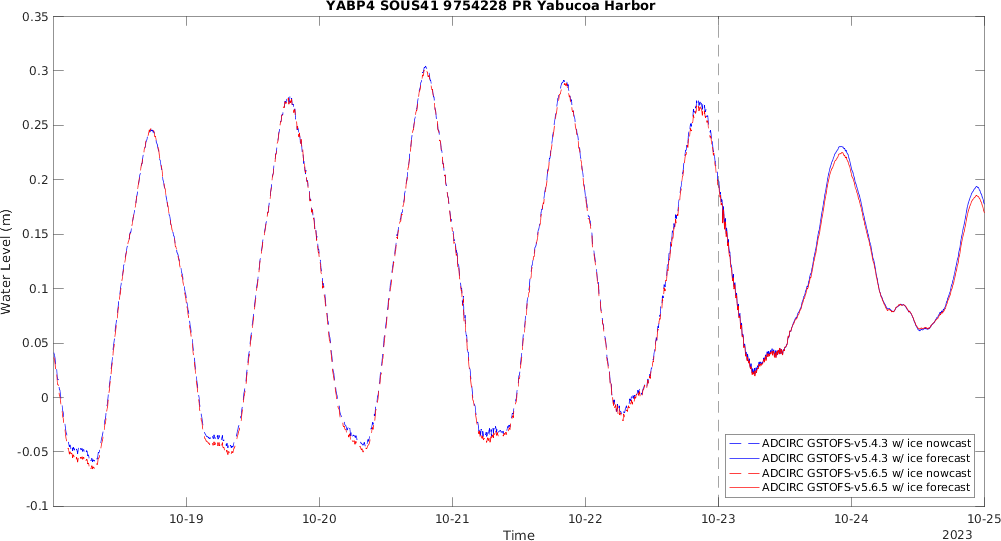 YABP4 SOUS41 9754228 PR Yabucoa Harbor
0.35
0.3
0.25
0.2
0.15
0.1
0.05
0
-0.05
-0.1
Water Level (m)
10-19
10-20
10-21
10-22
10-23
10-24
10-25
Time
2023
ADCIRC GSTOFS-v5.4.3 w/ ice nowcast
ADCIRC GSTOFS-v5.4.3 w/ ice forecast
ADCIRC GSTOFS-v5.6.5 w/ ice nowcast
ADCIRC GSTOFS-v5.6.5 w/ ice forecast